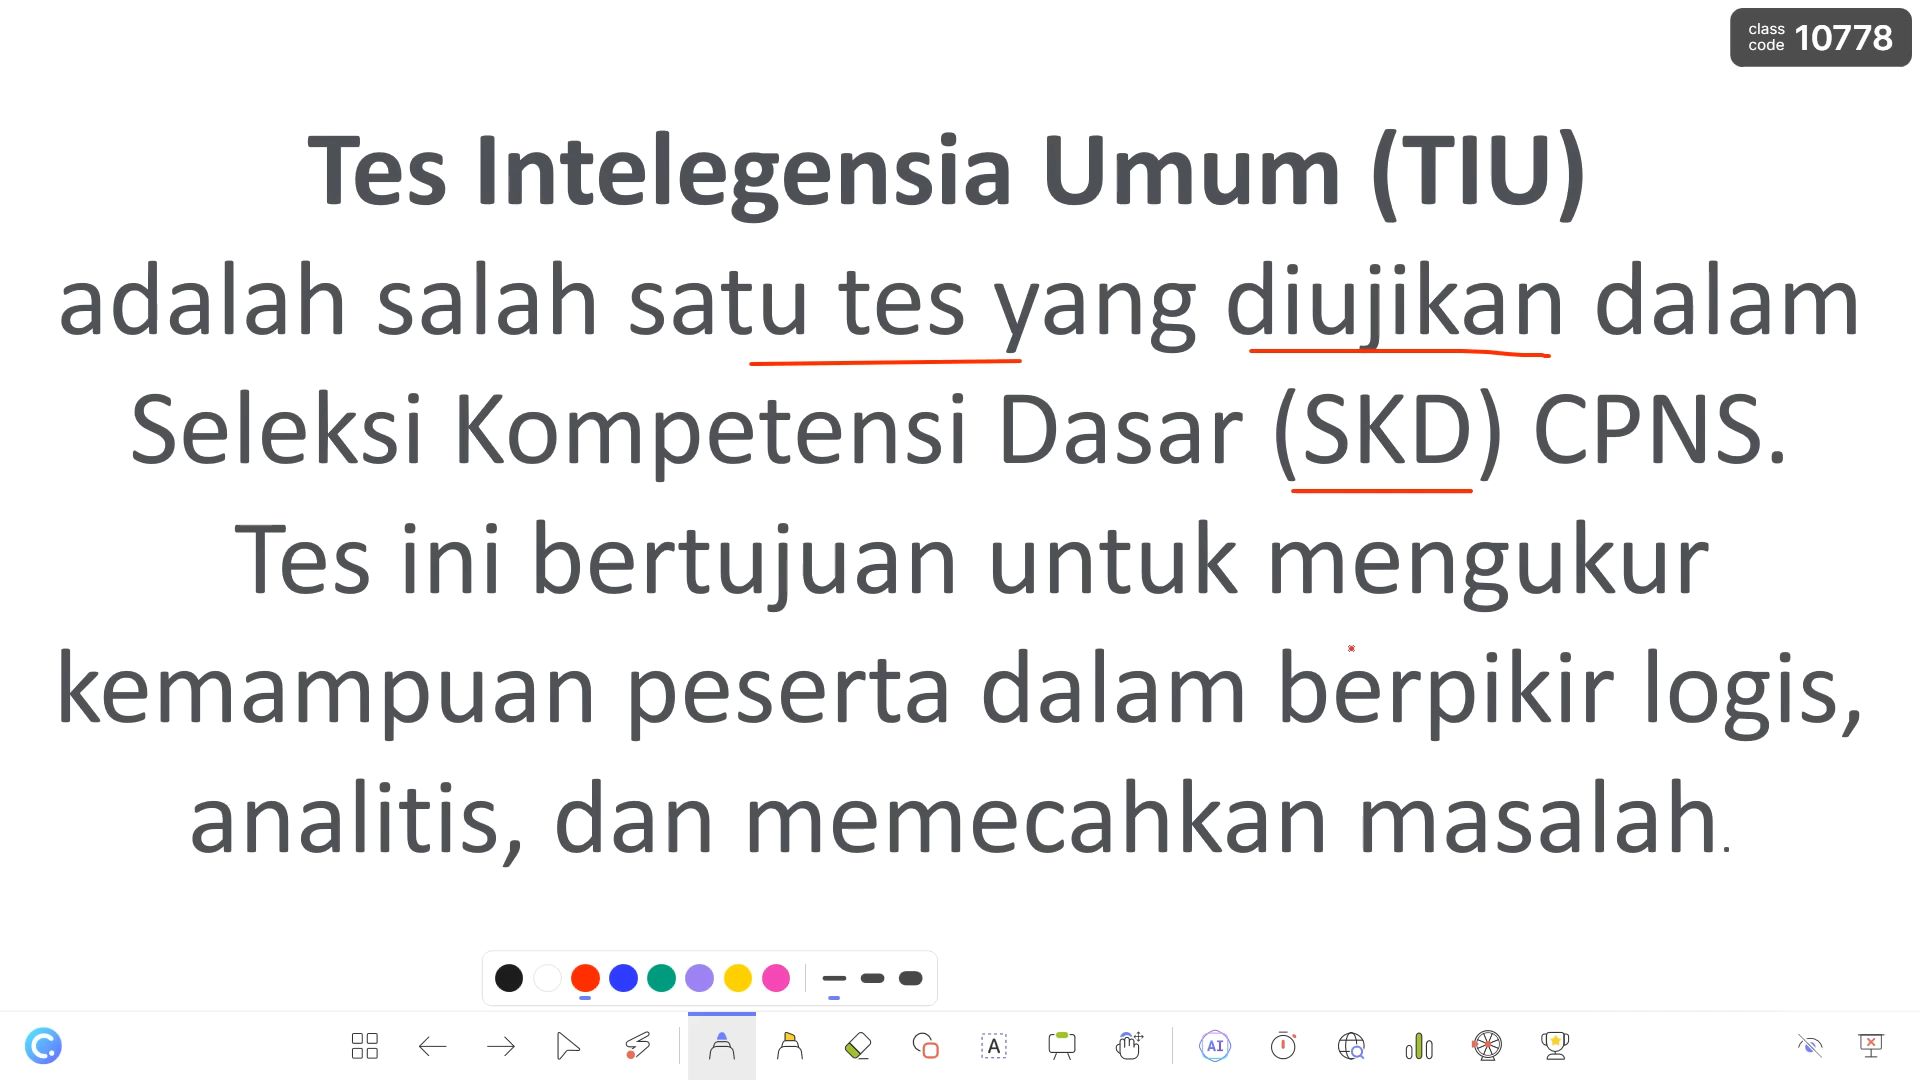 class
code 10778
Tes Intelegensia Umum (TIU)
adalah salah satu tes yang diujikan dalam
Seleksi Kompetensi Dasar (SKD) CPNS.
Tes ini bertujuan untuk mengukur
kemampuan peserta dalam berpikir logis,
analitis, dan memecahkan masalah.
A
AI